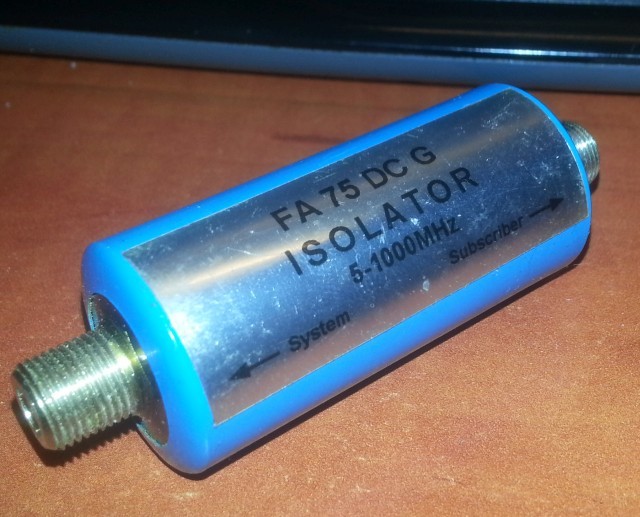 FA 75 DC G
ISOLATOR
5-1000MHz
Subscriber
System